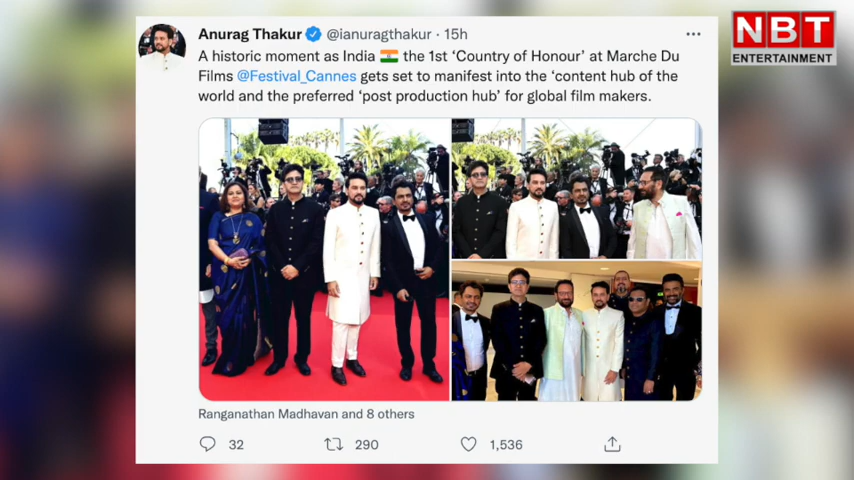 NBT
ENTERTAINMENT
Anurag Thakur @ianuragthakur · 15h
A historic moment as India 🇮🇳 the 1st ‘Country of Honour’ at Marche Du
Films @Festival_Cannes gets set to manifest into the ‘content hub of the
world and the preferred ‘post production hub’ for global film makers.
Ranganathan Madhavan and 8 others
32 290 1,536